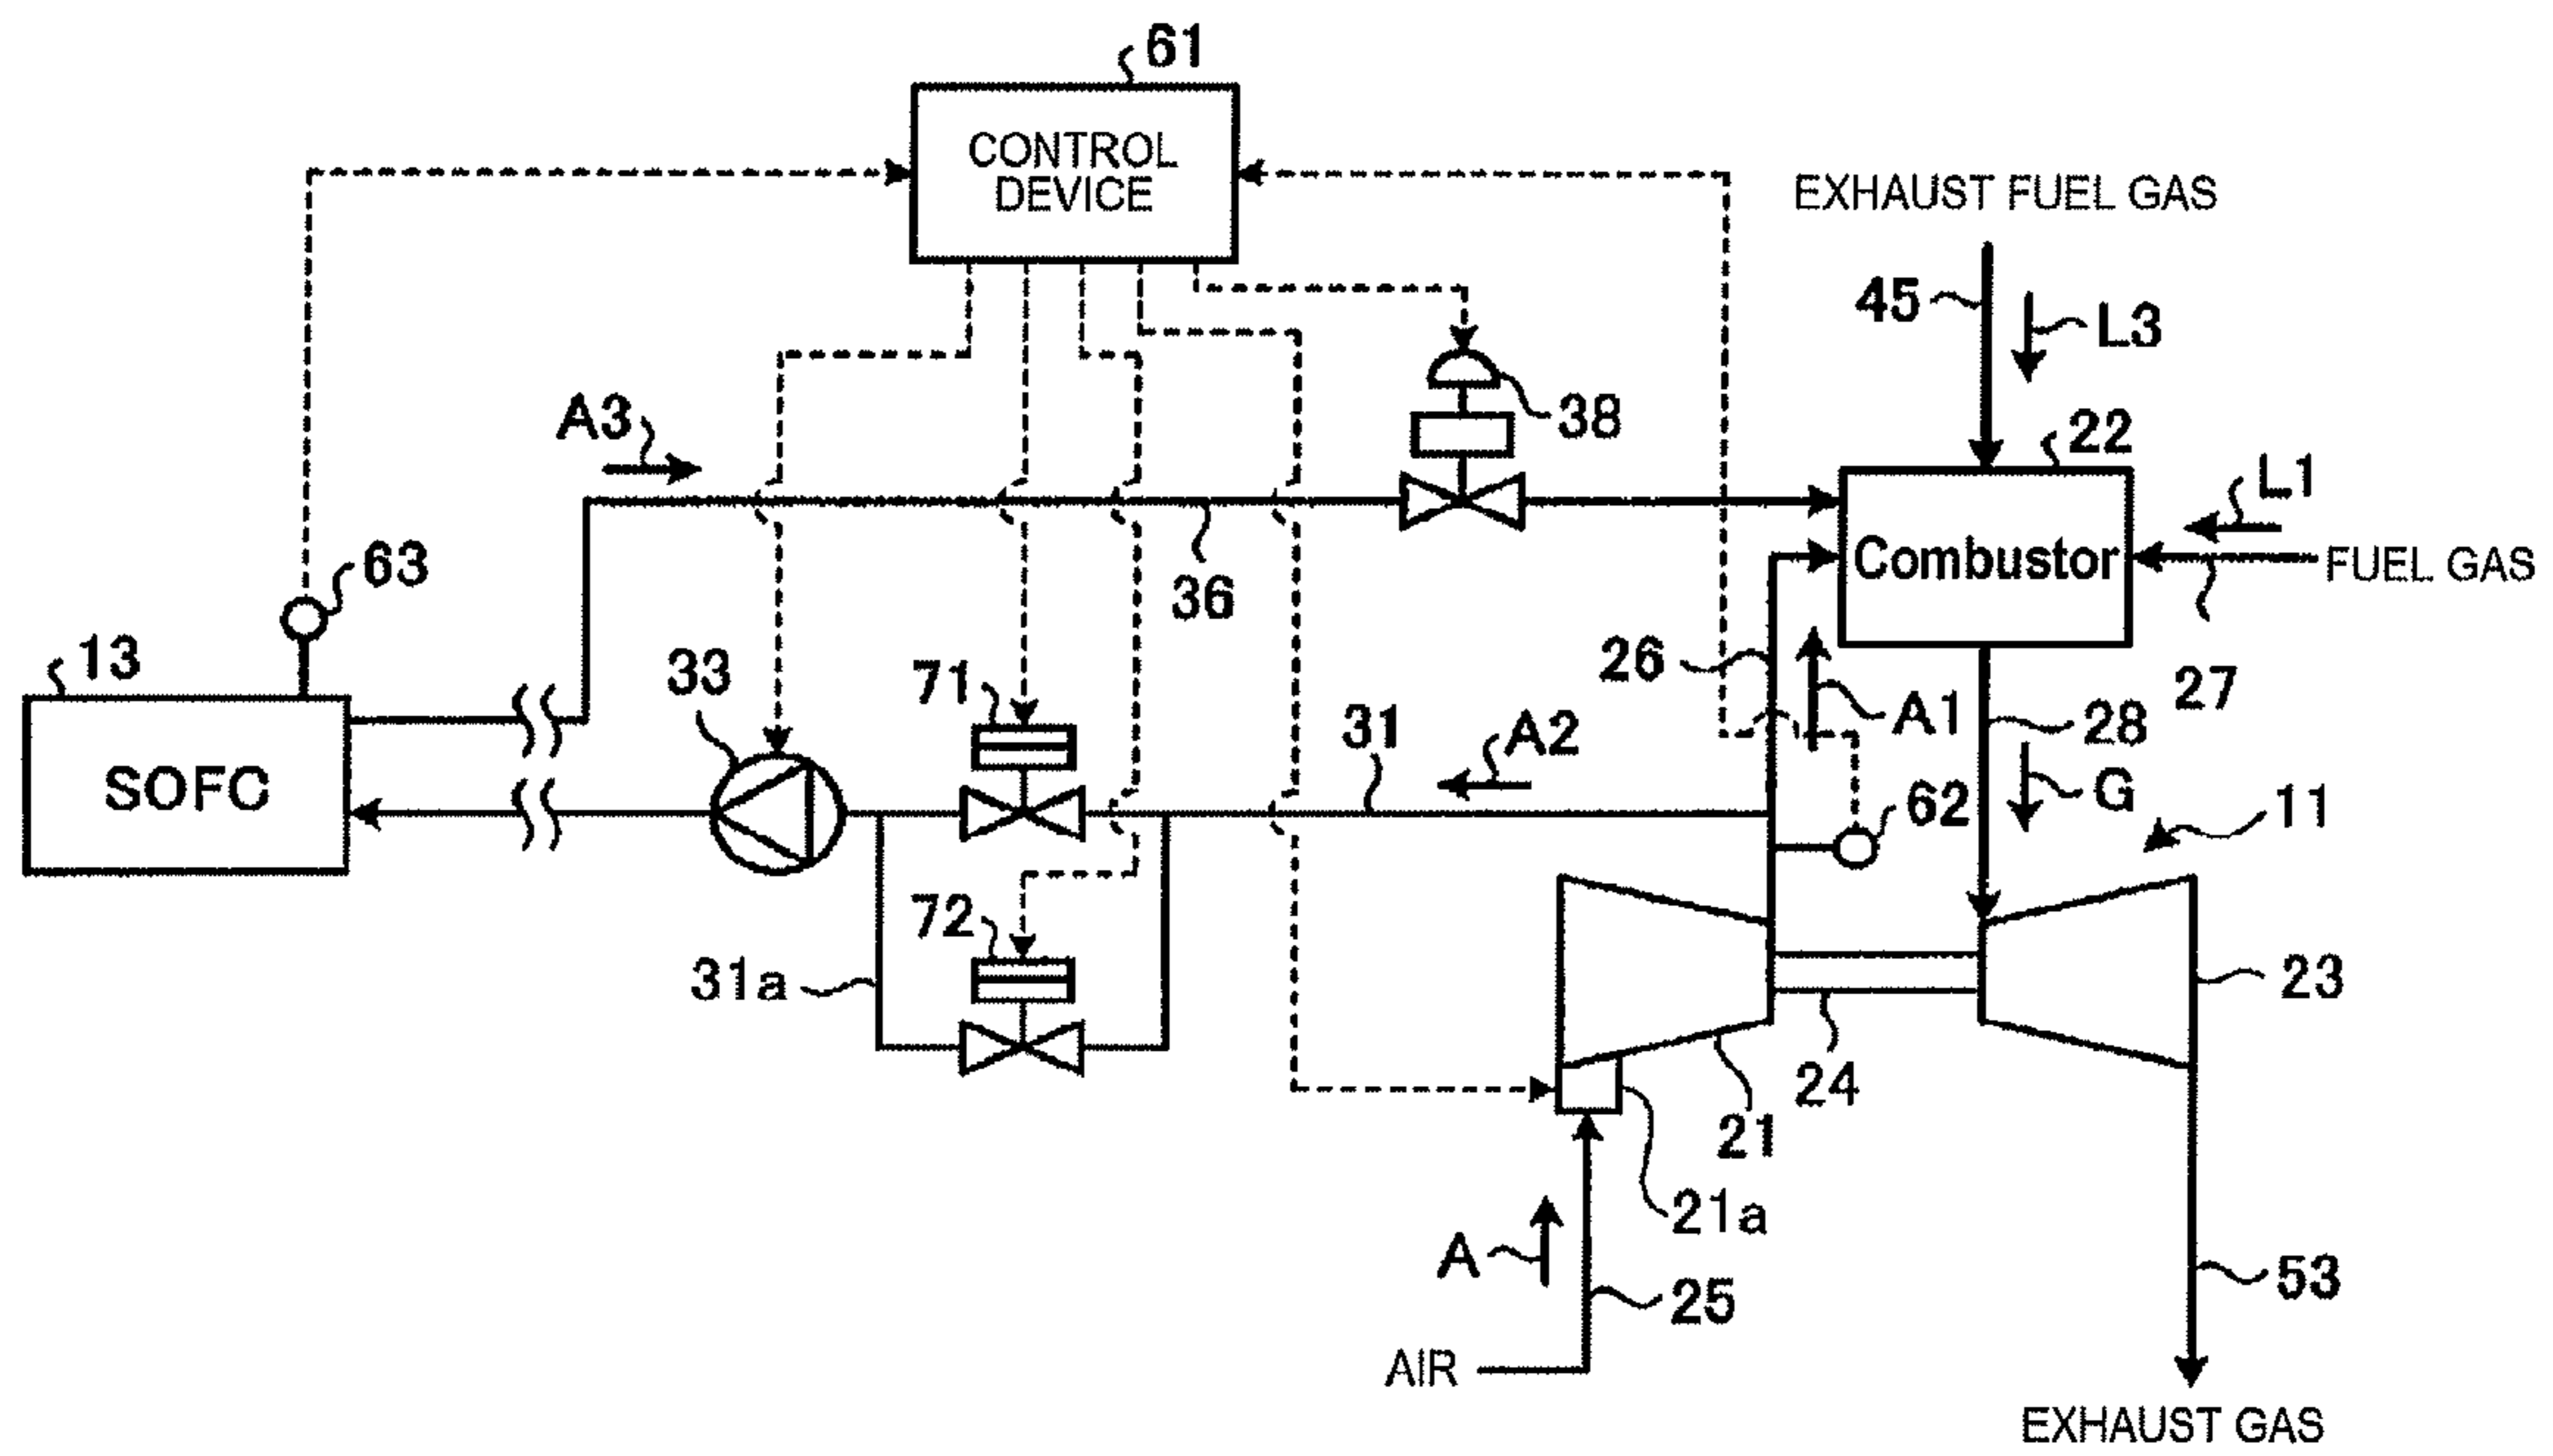 61
CONTROL
DEVICE
EXHAUST FUEL GAS
45
L3
A3
38
22
L1
Combustor
FUEL GAS
63
36
13
33
71
26
A1
27
31
A2
28
SOFC
G
11
62
72
31a
23
24
21
21a
A
25
53
AIR
EXHAUST GAS